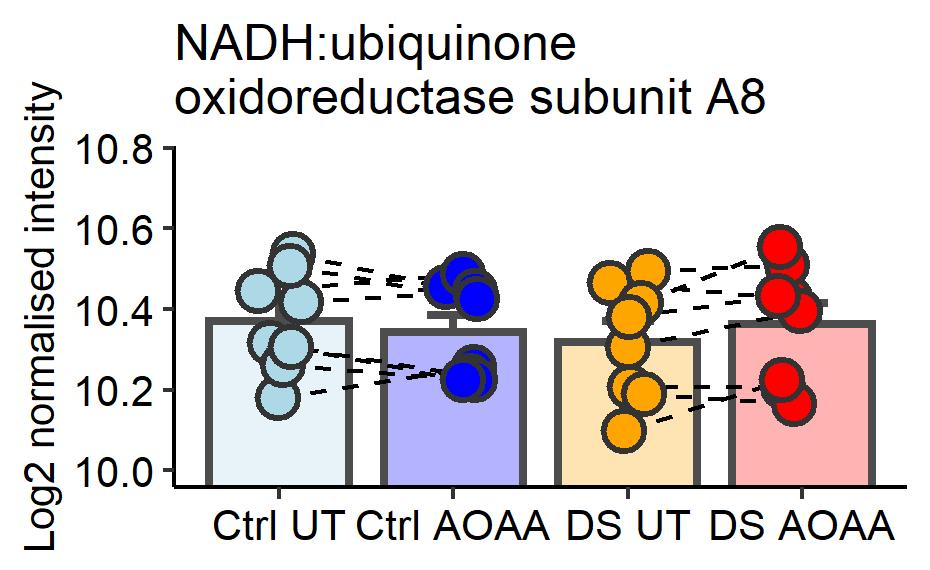 NADH:ubiquinone
oxidoreductase subunit A8
Log2 normalised intensity
10.8
10.6
10.4
10.2
10.0
Ctrl UT Ctrl AOAA DS UT DS AOAA